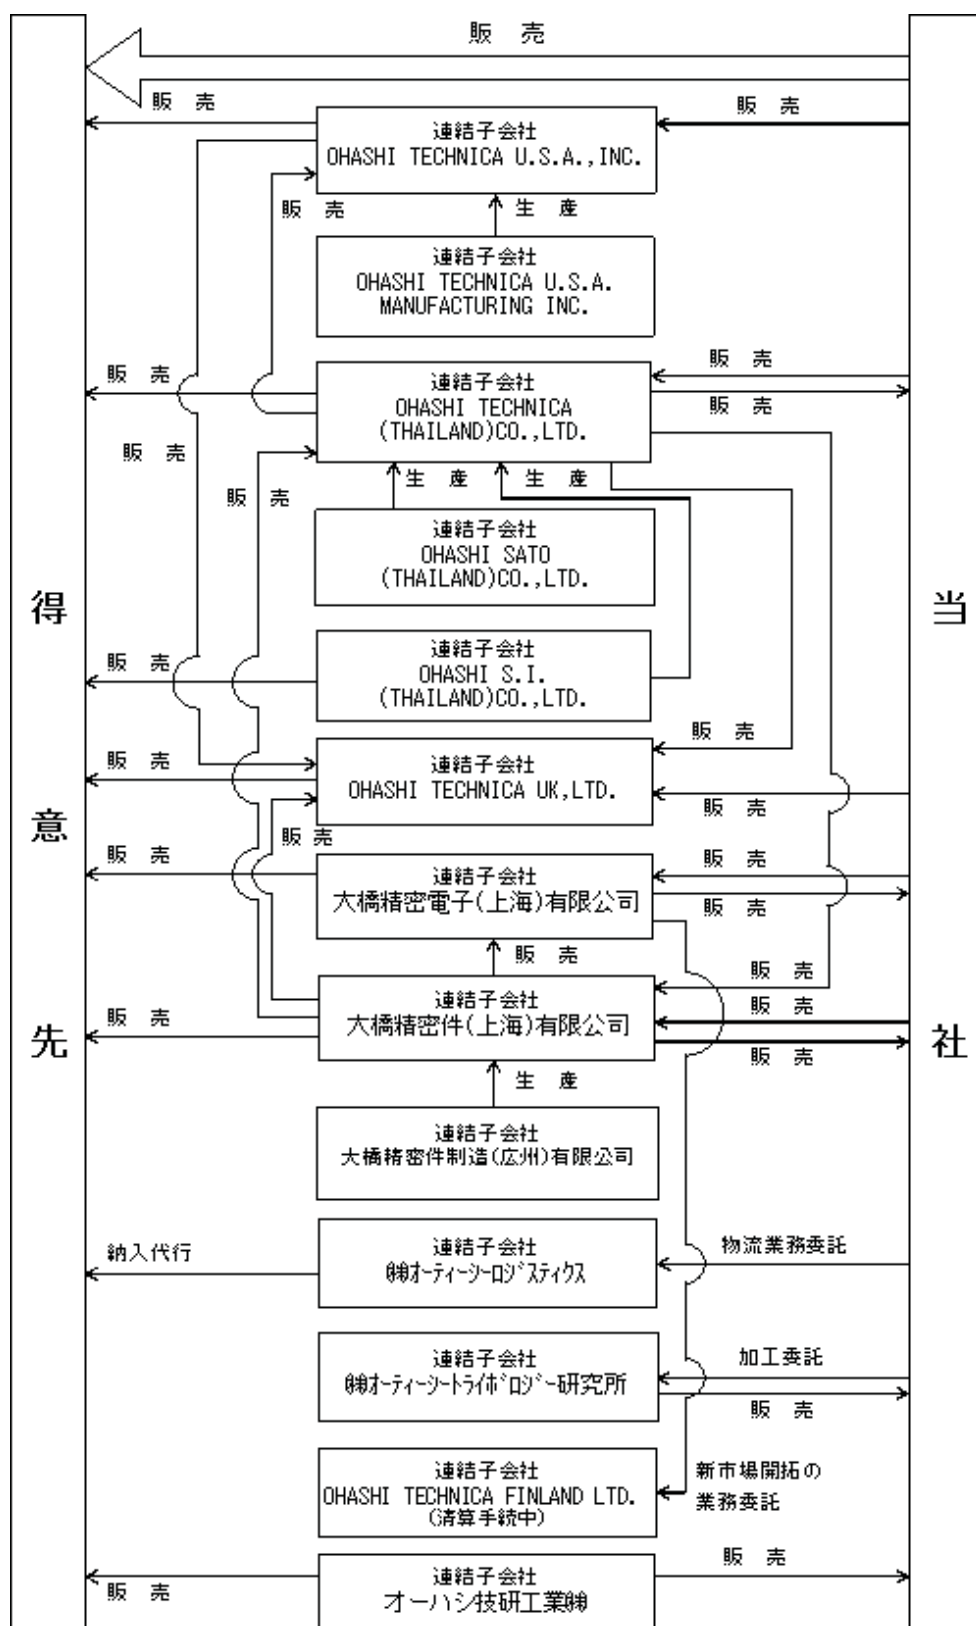 販 売
販 売
販 売
連結子会社
OHASHI TECHNICA U.S.A.,INC.
販 売
生 産
連結子会社
OHASHI TECHNICA U.S.A.
MANUFACTURING INC.
販 売
販 売
連結子会社
OHASHI TECHNICA
(THAILAND)CO.,LTD.
販 売
販 売
販 売
生 産
生 産
連結子会社
OHASHI SATO
(THAILAND)CO.,LTD.
得意先
当社
連結子会社
OHASHI S.I.
(THAILAND)CO.,LTD.
販 売
販 売
販 売
連結子会社
OHASHI TECHNICA UK,LTD.
販 売
販 売
販 売
連結子会社
大橋精密電子(上海)有限公司
販 売
販 売
販 売
販 売
連結子会社
大橋精密件(上海)有限公司
販 売
販 売
販 売
生 産
連結子会社
大橋精密件制造(広州)有限公司
納入代行
連結子会社
㈱オーティーシーロジスティクス
物流業務委託
連結子会社
㈱オーティーシートライボロジー研究所
加工委託
販 売
連結子会社
OHASHI TECHNICA FINLAND LTD.
(清算手続中)
新市場開拓の
業務委託
販 売
連結子会社
オーハシ技研工業㈱
販 売